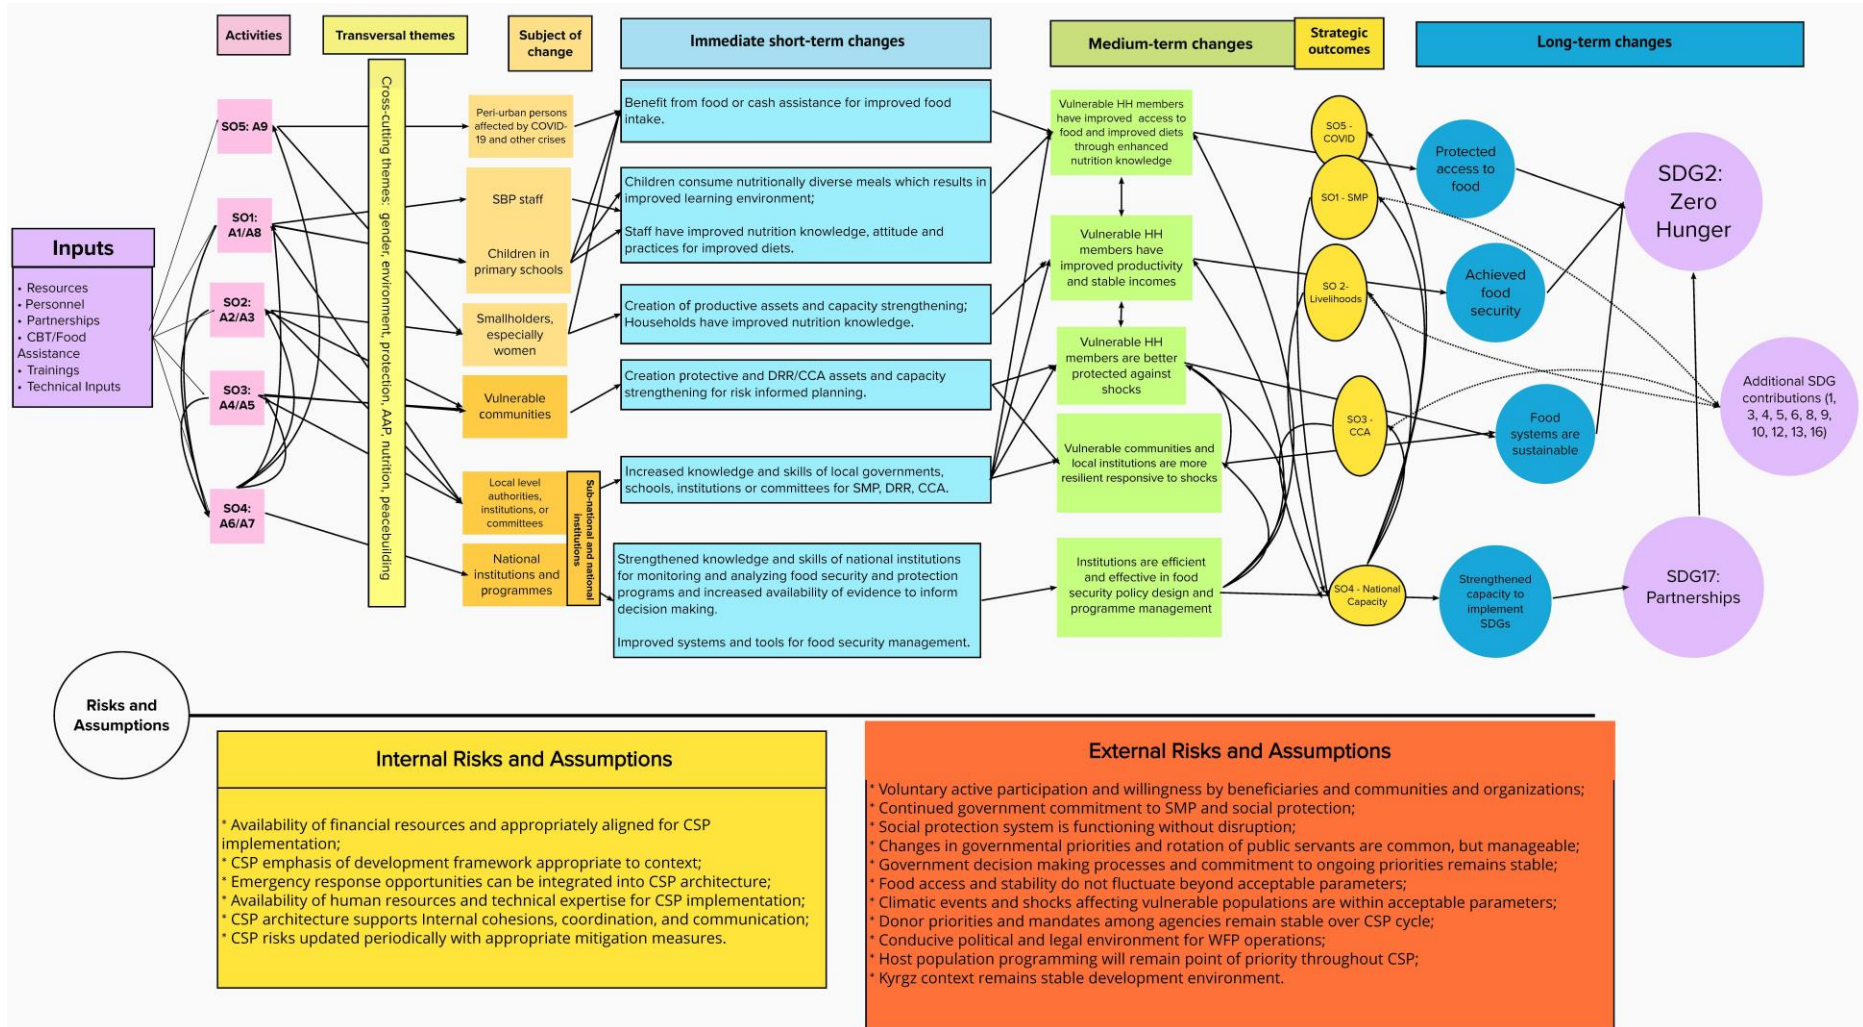 Activities
Transversal themes
Subject of
change
Immediate short-term changes
Medium-term changes
Strategic
outcomes
Long-term changes
Inputs
• Resources
• Personnel
• Partnerships
• CBT/Food
Assistance
• Trainings
• Technical Inputs
SO5: A9
SO1:
A1/A8
SO2:
A2/A3
SO3:
A4/A5
SO4:
A6/A7
Cross-cutting themes: gender, environment, protection, AAP, nutrition, peacebuilding
Peri-urban persons
affected by COVID-
19 and other crises
SBP staff
Children in
primary schools
Smallholders,
especially
women
Vulnerable
communities
Local level
authorities,
institutions, or
committees
National
institutions and
programmes
Sub-national and national
institutions
Benefit from food or cash assistance for improved food
intake.
Children consume nutritionally diverse meals which results in
improved learning environment;
Staff have improved nutrition knowledge, attitude and
practices for improved diets.
Creation of productive assets and capacity strengthening;
Households have improved nutrition knowledge.
Creation protective and DRR/CCA assets and capacity
strengthening for risk informed planning.
Increased knowledge and skills of local governments,
schools, institutions or committees for SMP, DRR, CCA.
Strengthened knowledge and skills of national institutions
for monitoring and analyzing food security and protection
programs and increased availability of evidence to inform
decision making.
Improved systems and tools for food security management.
Vulnerable HH members
have improved access to
food and improved diets
through enhanced
nutrition knowledge
Vulnerable HH
members have
improved productivity
and stable incomes
Vulnerable HH
members are better
protected against
shocks
Vulnerable communities and
local institutions are more
resilient responsive to shocks
Institutions are efficient
and effective in food
security policy design and
programme management
SO5 -
COVID
SO1 - SMP
SO 2-
Livelihoods
SO3 -
CCA
SO4 - National
Capacity
Protected
access to
food
Achieved
food
security
Food
systems are
sustainable
Strengthened
capacity to
implement
SDGs
SDG2:
Zero
Hunger
Additional SDG
contributions (1,
3, 4, 5, 6, 8, 9,
10, 12, 13, 16)
SDG17:
Partnerships
Risks and
Assumptions
Internal Risks and Assumptions
* Availability of financial resources and appropriately aligned for CSP
implementation;
* CSP emphasis of development framework appropriate to context;
* Emergency response opportunities can be integrated into CSP architecture;
* Availability of human resources and technical expertise for CSP implementation;
* CSP architecture supports Internal cohesions, coordination, and communication;
* CSP risks updated periodically with appropriate mitigation measures.
External Risks and Assumptions
* Voluntary active participation and willingness by beneficiaries and communities and organizations;
* Continued government commitment to SMP and social protection;
* Social protection system is functioning without disruption;
* Changes in governmental priorities and rotation of public servants are common, but manageable;
* Government decision making processes and commitment to ongoing priorities remains stable;
* Food access and stability do not fluctuate beyond acceptable parameters;
* Climatic events and shocks affecting vulnerable populations are within acceptable parameters;
* Donor priorities and mandates among agencies remain stable over CSP cycle;
* Conducive political and legal environment for WFP operations;
* Host population programming will remain point of priority throughout CSP;
* Kyrgz context remains stable development environment.